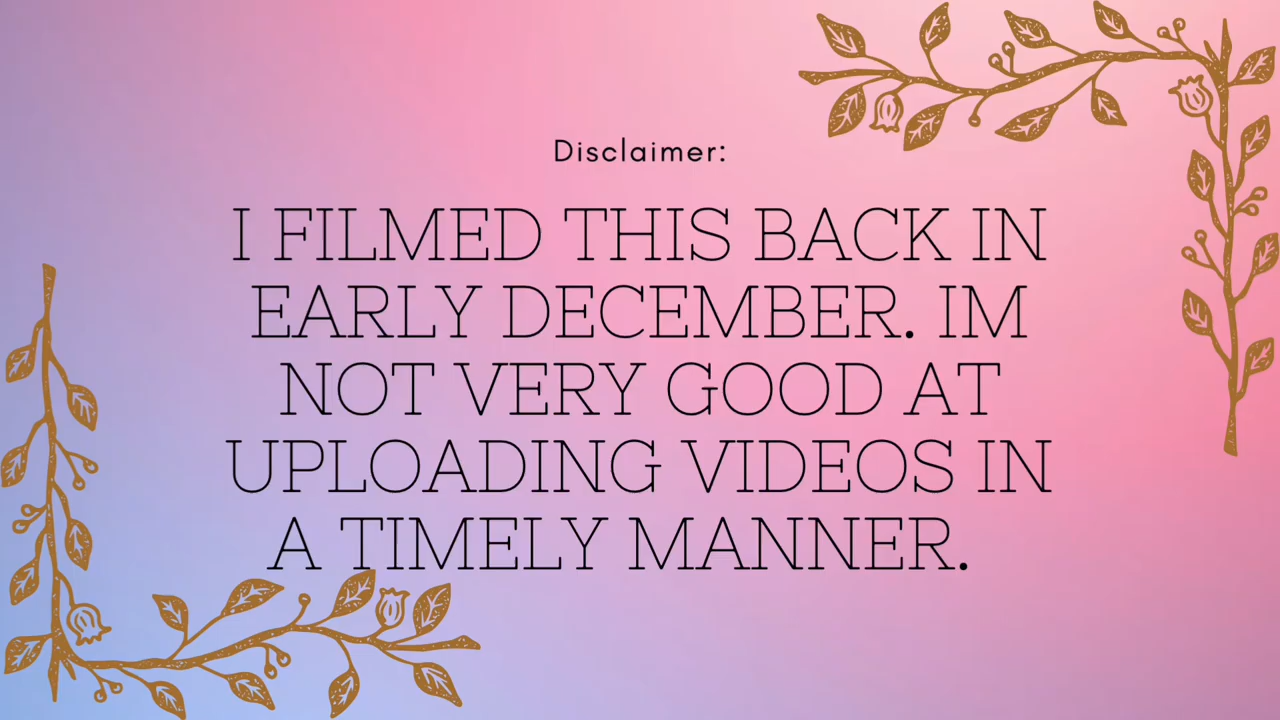 Disclaimer:
I FILMED THIS BACK IN
EARLY DECEMBER. IM
NOT VERY GOOD AT
UPLOADING VIDEOS IN
A TIMELY MANNER.